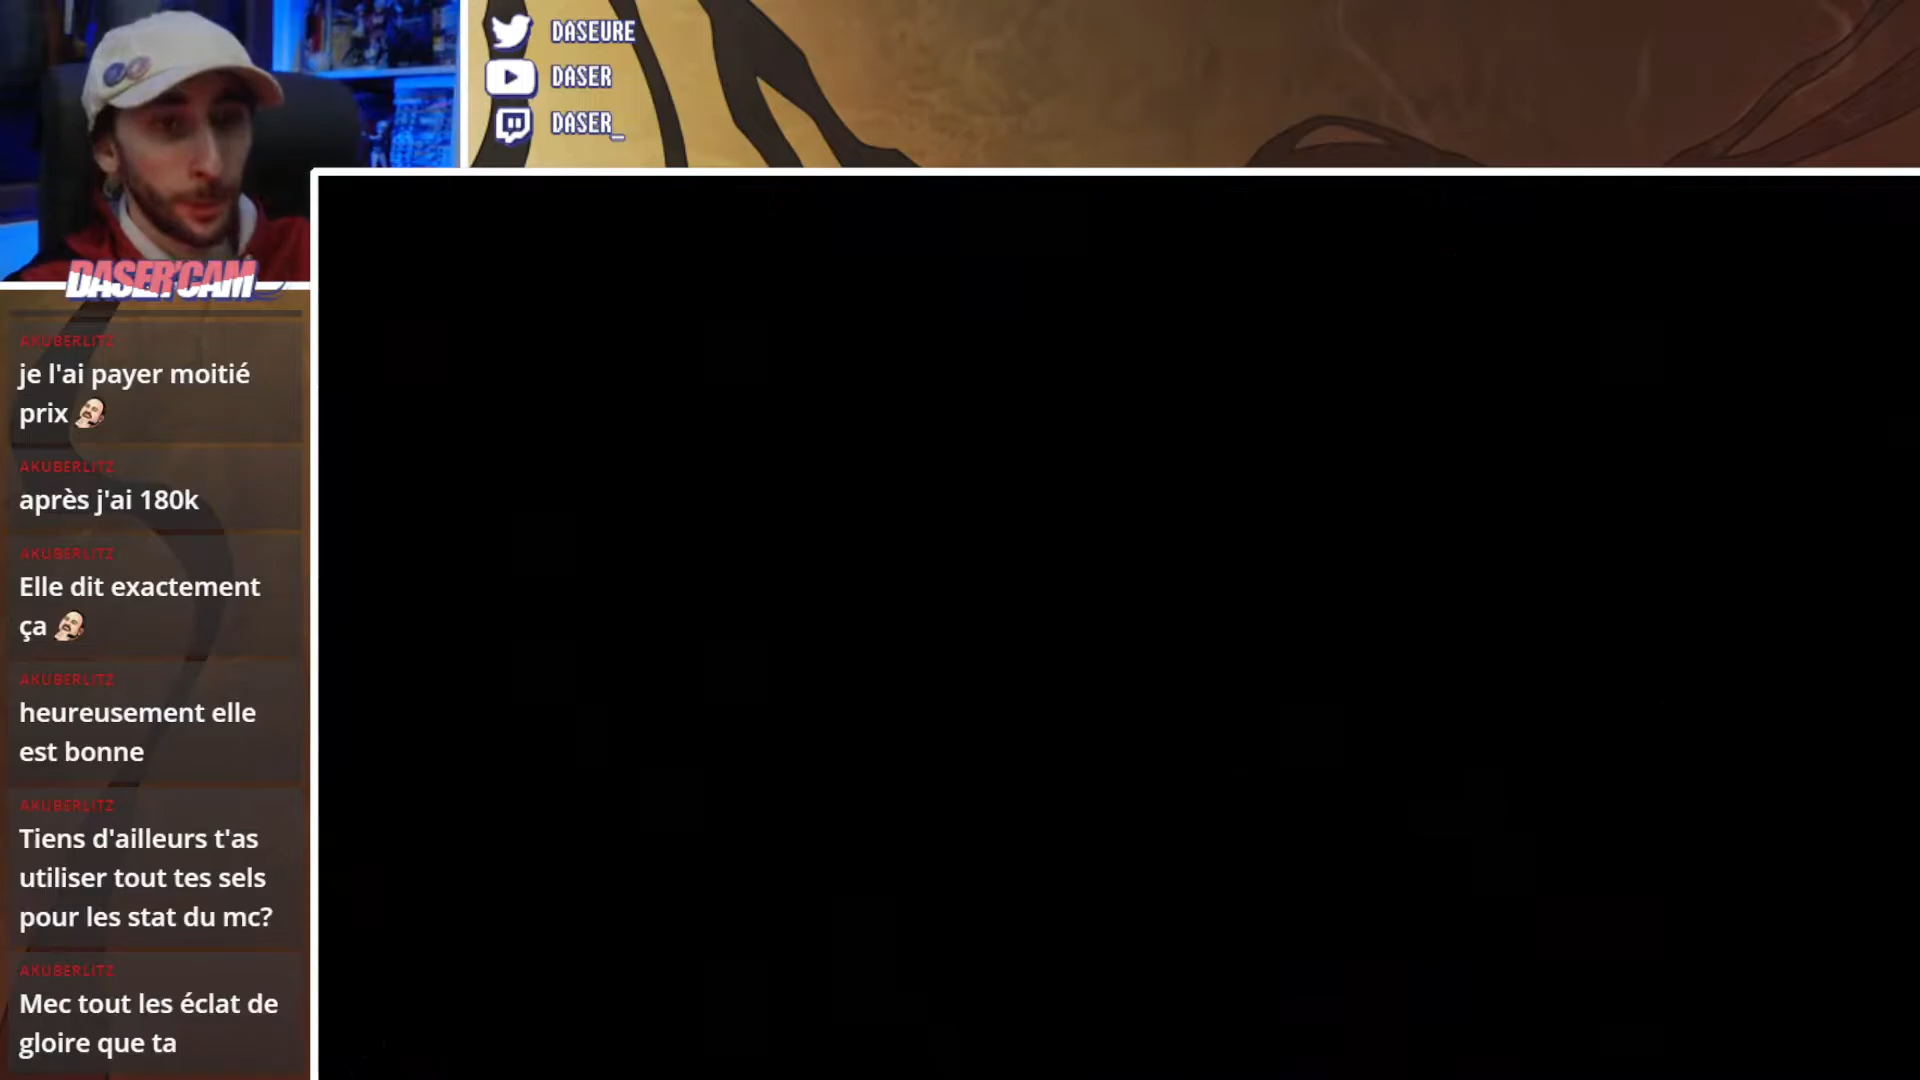 DASEURE
DASER
DASER_
DASER'CAM
AKUBERLITZ
je l'ai payer moitié
prix
AKUBERLITZ
après j'ai 180k
AKUBERLITZ
Elle dit exactement
ça
AKUBERLITZ
heureusement elle
est bonne
AKUBERLITZ
Tiens d'ailleurs t'as
utiliser tout tes sels
pour les stat du mc?
AKUBERLITZ
Mec tout les éclat de
gloire que ta